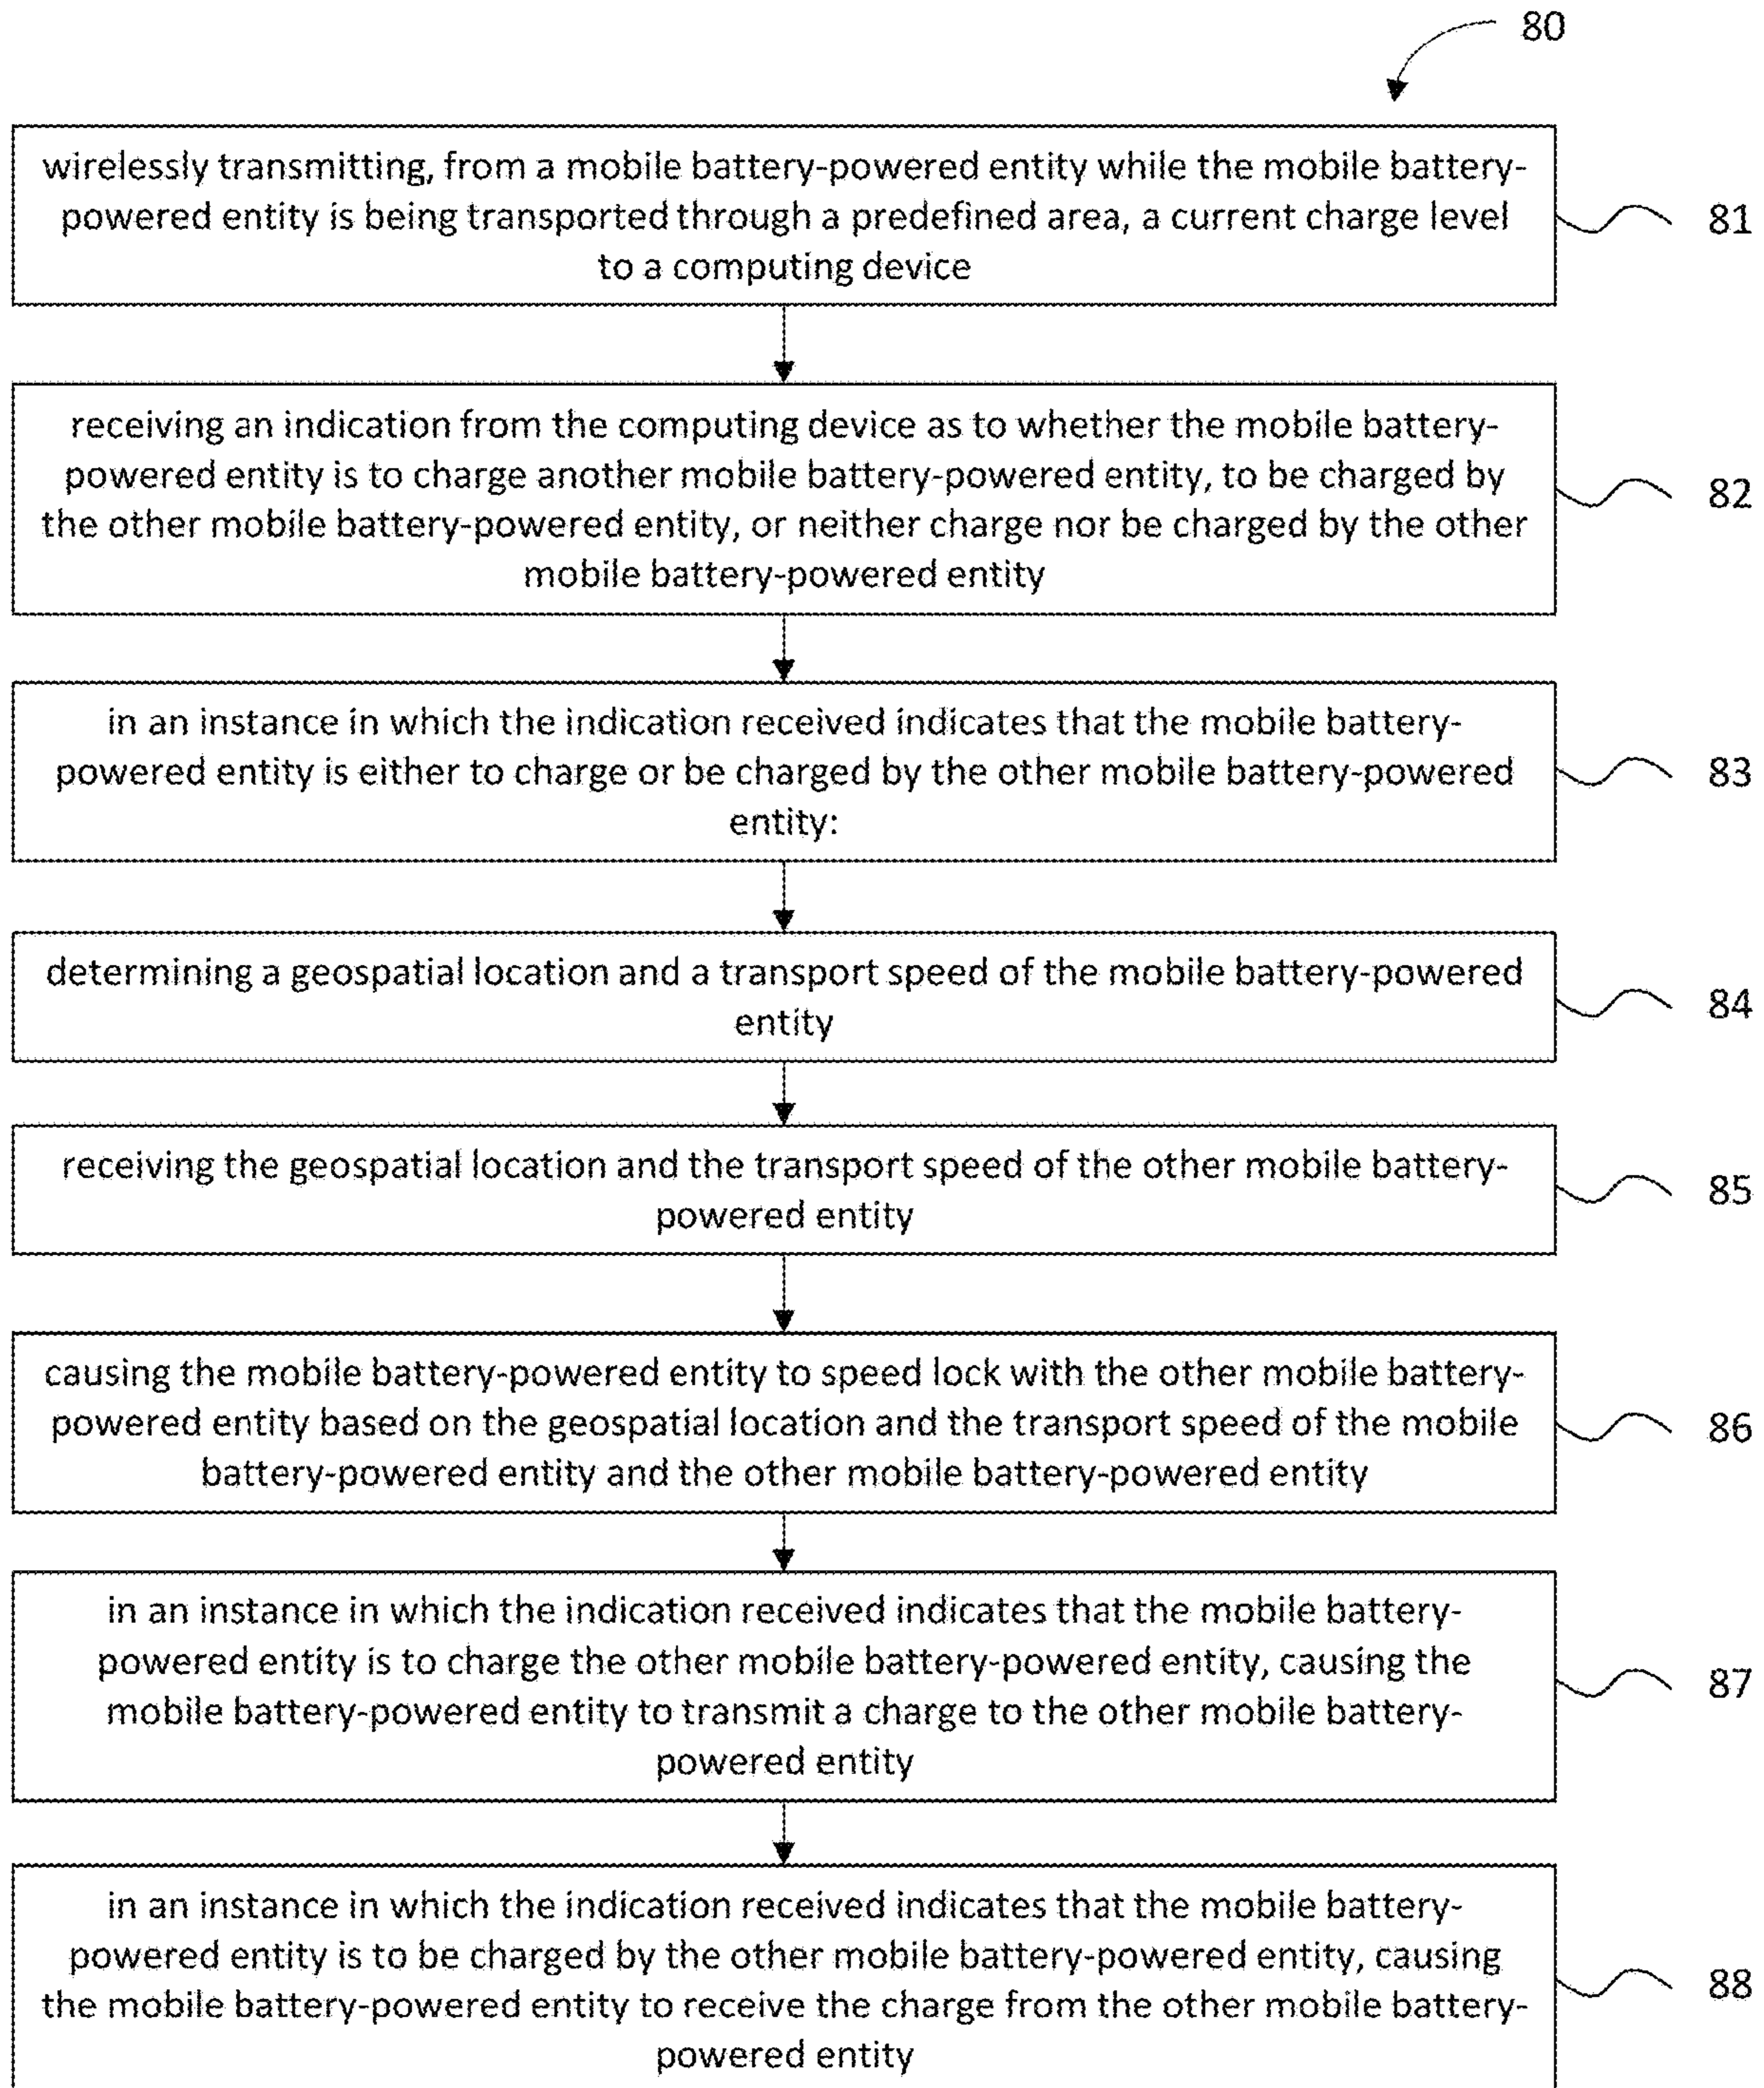 80
wirelessly transmitting, from a mobile battery-powered entity while the mobile battery-
powered entity is being transported through a predefined area, a current charge level
to a computing device
81
receiving an indication from the computing device as to whether the mobile battery-
powered entity is to charge another mobile battery-powered entity, to be charged by
the other mobile battery-powered entity, or neither charge nor be charged by the other
mobile battery-powered entity
82
in an instance in which the indication received indicates that the mobile battery-
powered entity is either to charge or be charged by the other mobile battery-powered
entity:
83
determining a geospatial location and a transport speed of the mobile battery-powered
entity
84
receiving the geospatial location and the transport speed of the other mobile battery-
powered entity
85
causing the mobile battery-powered entity to speed lock with the other mobile battery-
powered entity based on the geospatial location and the transport speed of the mobile
battery-powered entity and the other mobile battery-powered entity
86
in an instance in which the indication received indicates that the mobile battery-
powered entity is to charge the other mobile battery-powered entity, causing the
mobile battery-powered entity to transmit a charge to the other mobile battery-
powered entity
87
in an instance in which the indication received indicates that the mobile battery-
powered entity is to be charged by the other mobile battery-powered entity, causing
the mobile battery-powered entity to receive the charge from the other mobile battery-
powered entity
88